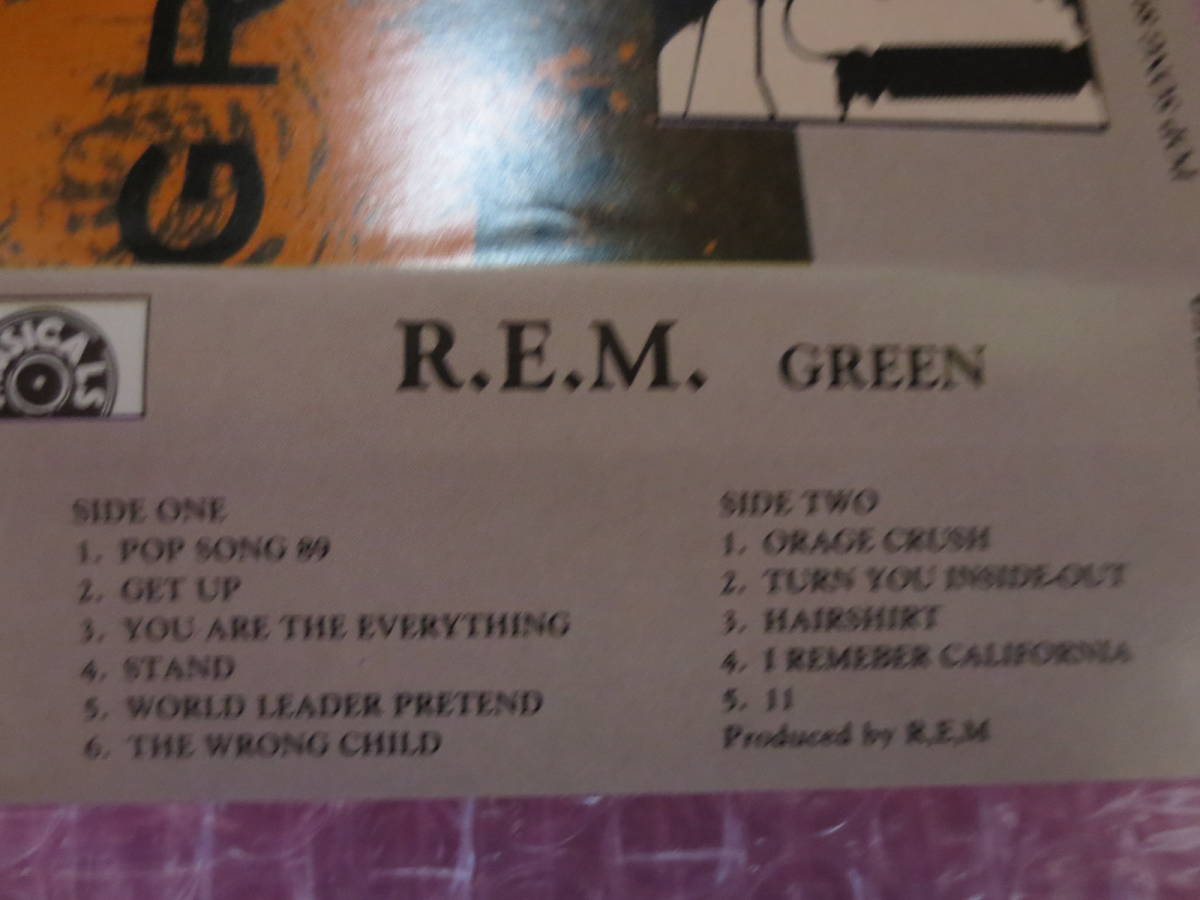 GR
SICALS
R.E.M. GREEN
SIDE ONE
1. POP SONG 89
2. GET UP
3. YOU ARE THE EVERYTHING
4. STAND
5. WORLD LEADER PRETEND
6. THE WRONG CHILD
SIDE TWO
1. ORAGE CRUSH
2. TURN YOU INSIDE-OUT
3. HAIRSHIRT
4. I REMEBER CALIFORNIA
5. 11
Produced by R,E,M